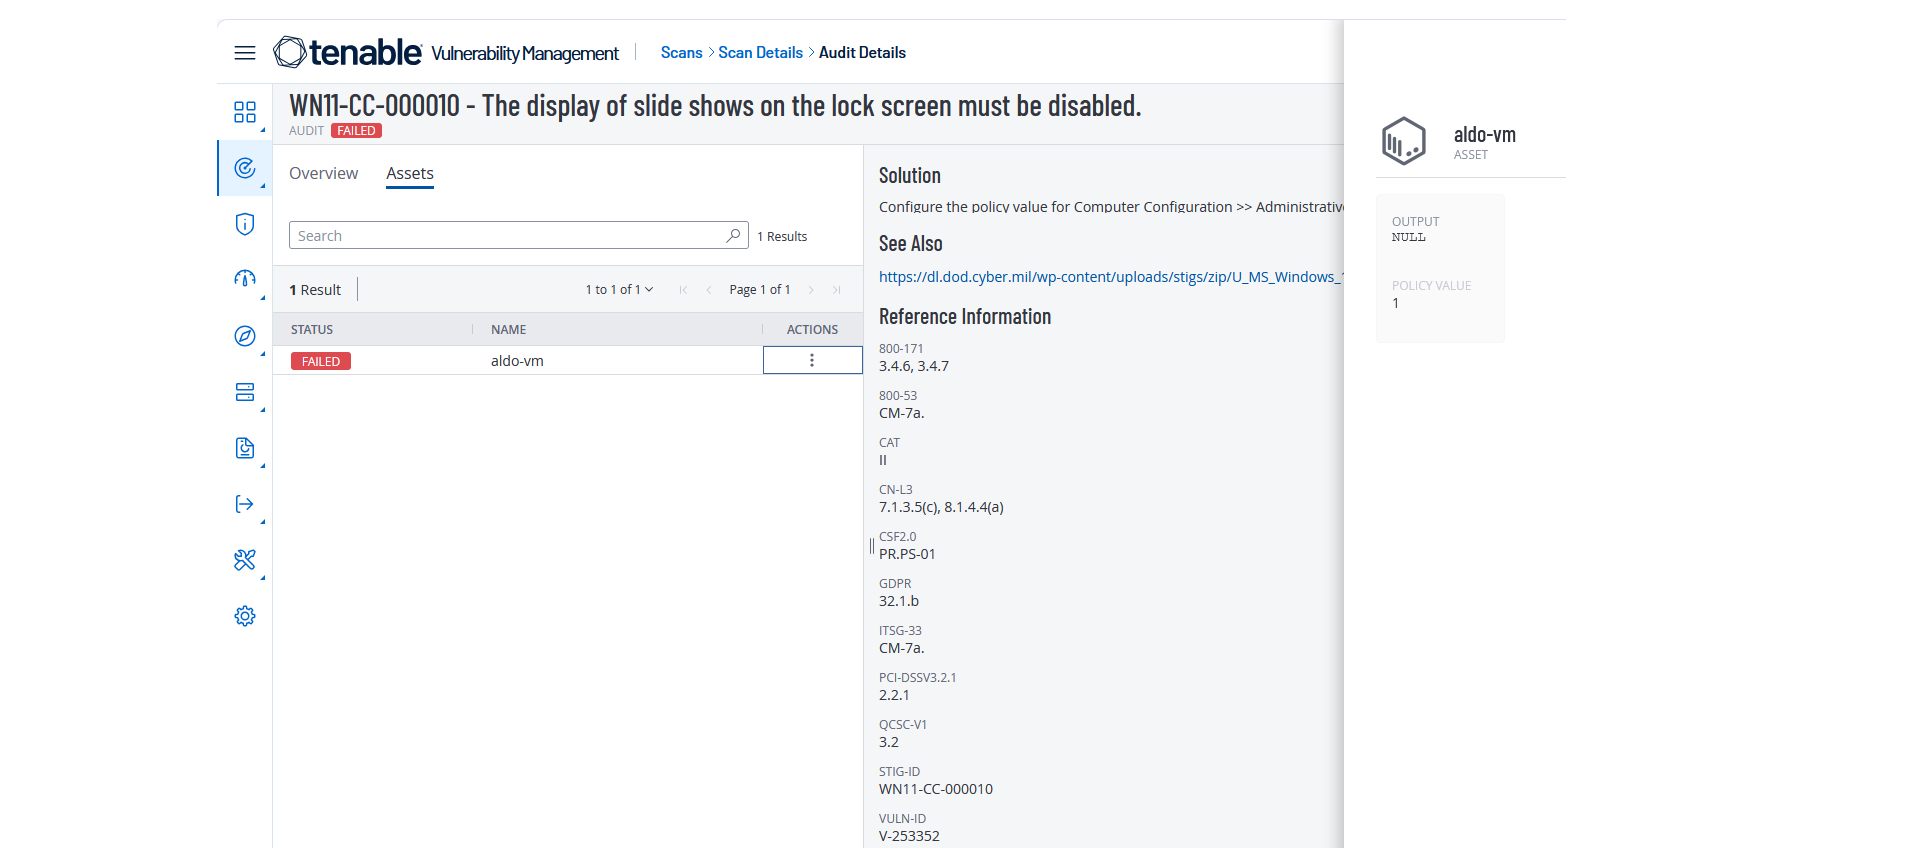 tenable Vulnerability Management Scans > Scan Details > Audit Details
WN11-CC-000010 - The display of slide shows on the lock screen must be disabled.
AUDIT FAILED
Overview Assets
Search
1 Results
1 Result 1 to 1 of 1 Page 1 of 1
STATUS NAME ACTIONS
FAILED aldo-vm
Solution
Configure the policy value for Computer Configuration >> Administrativ
See Also
https://dl.dod.cyber.mil/wp-content/uploads/stigs/zip/U_MS_Windows_
Reference Information
800-171
3.4.6, 3.4.7
800-53
CM-7a.
CAT
II
CN-L3
7.1.3.5(c), 8.1.4.4(a)
CSF2.0
PR.PS-01
GDPR
32.1.b
ITSG-33
CM-7a.
PCI-DSSV3.2.1
2.2.1
QCSC-V1
3.2
STIG-ID
WN11-CC-000010
VULN-ID
V-253352
aldo-vm
ASSET
OUTPUT
NULL
POLICY VALUE
1